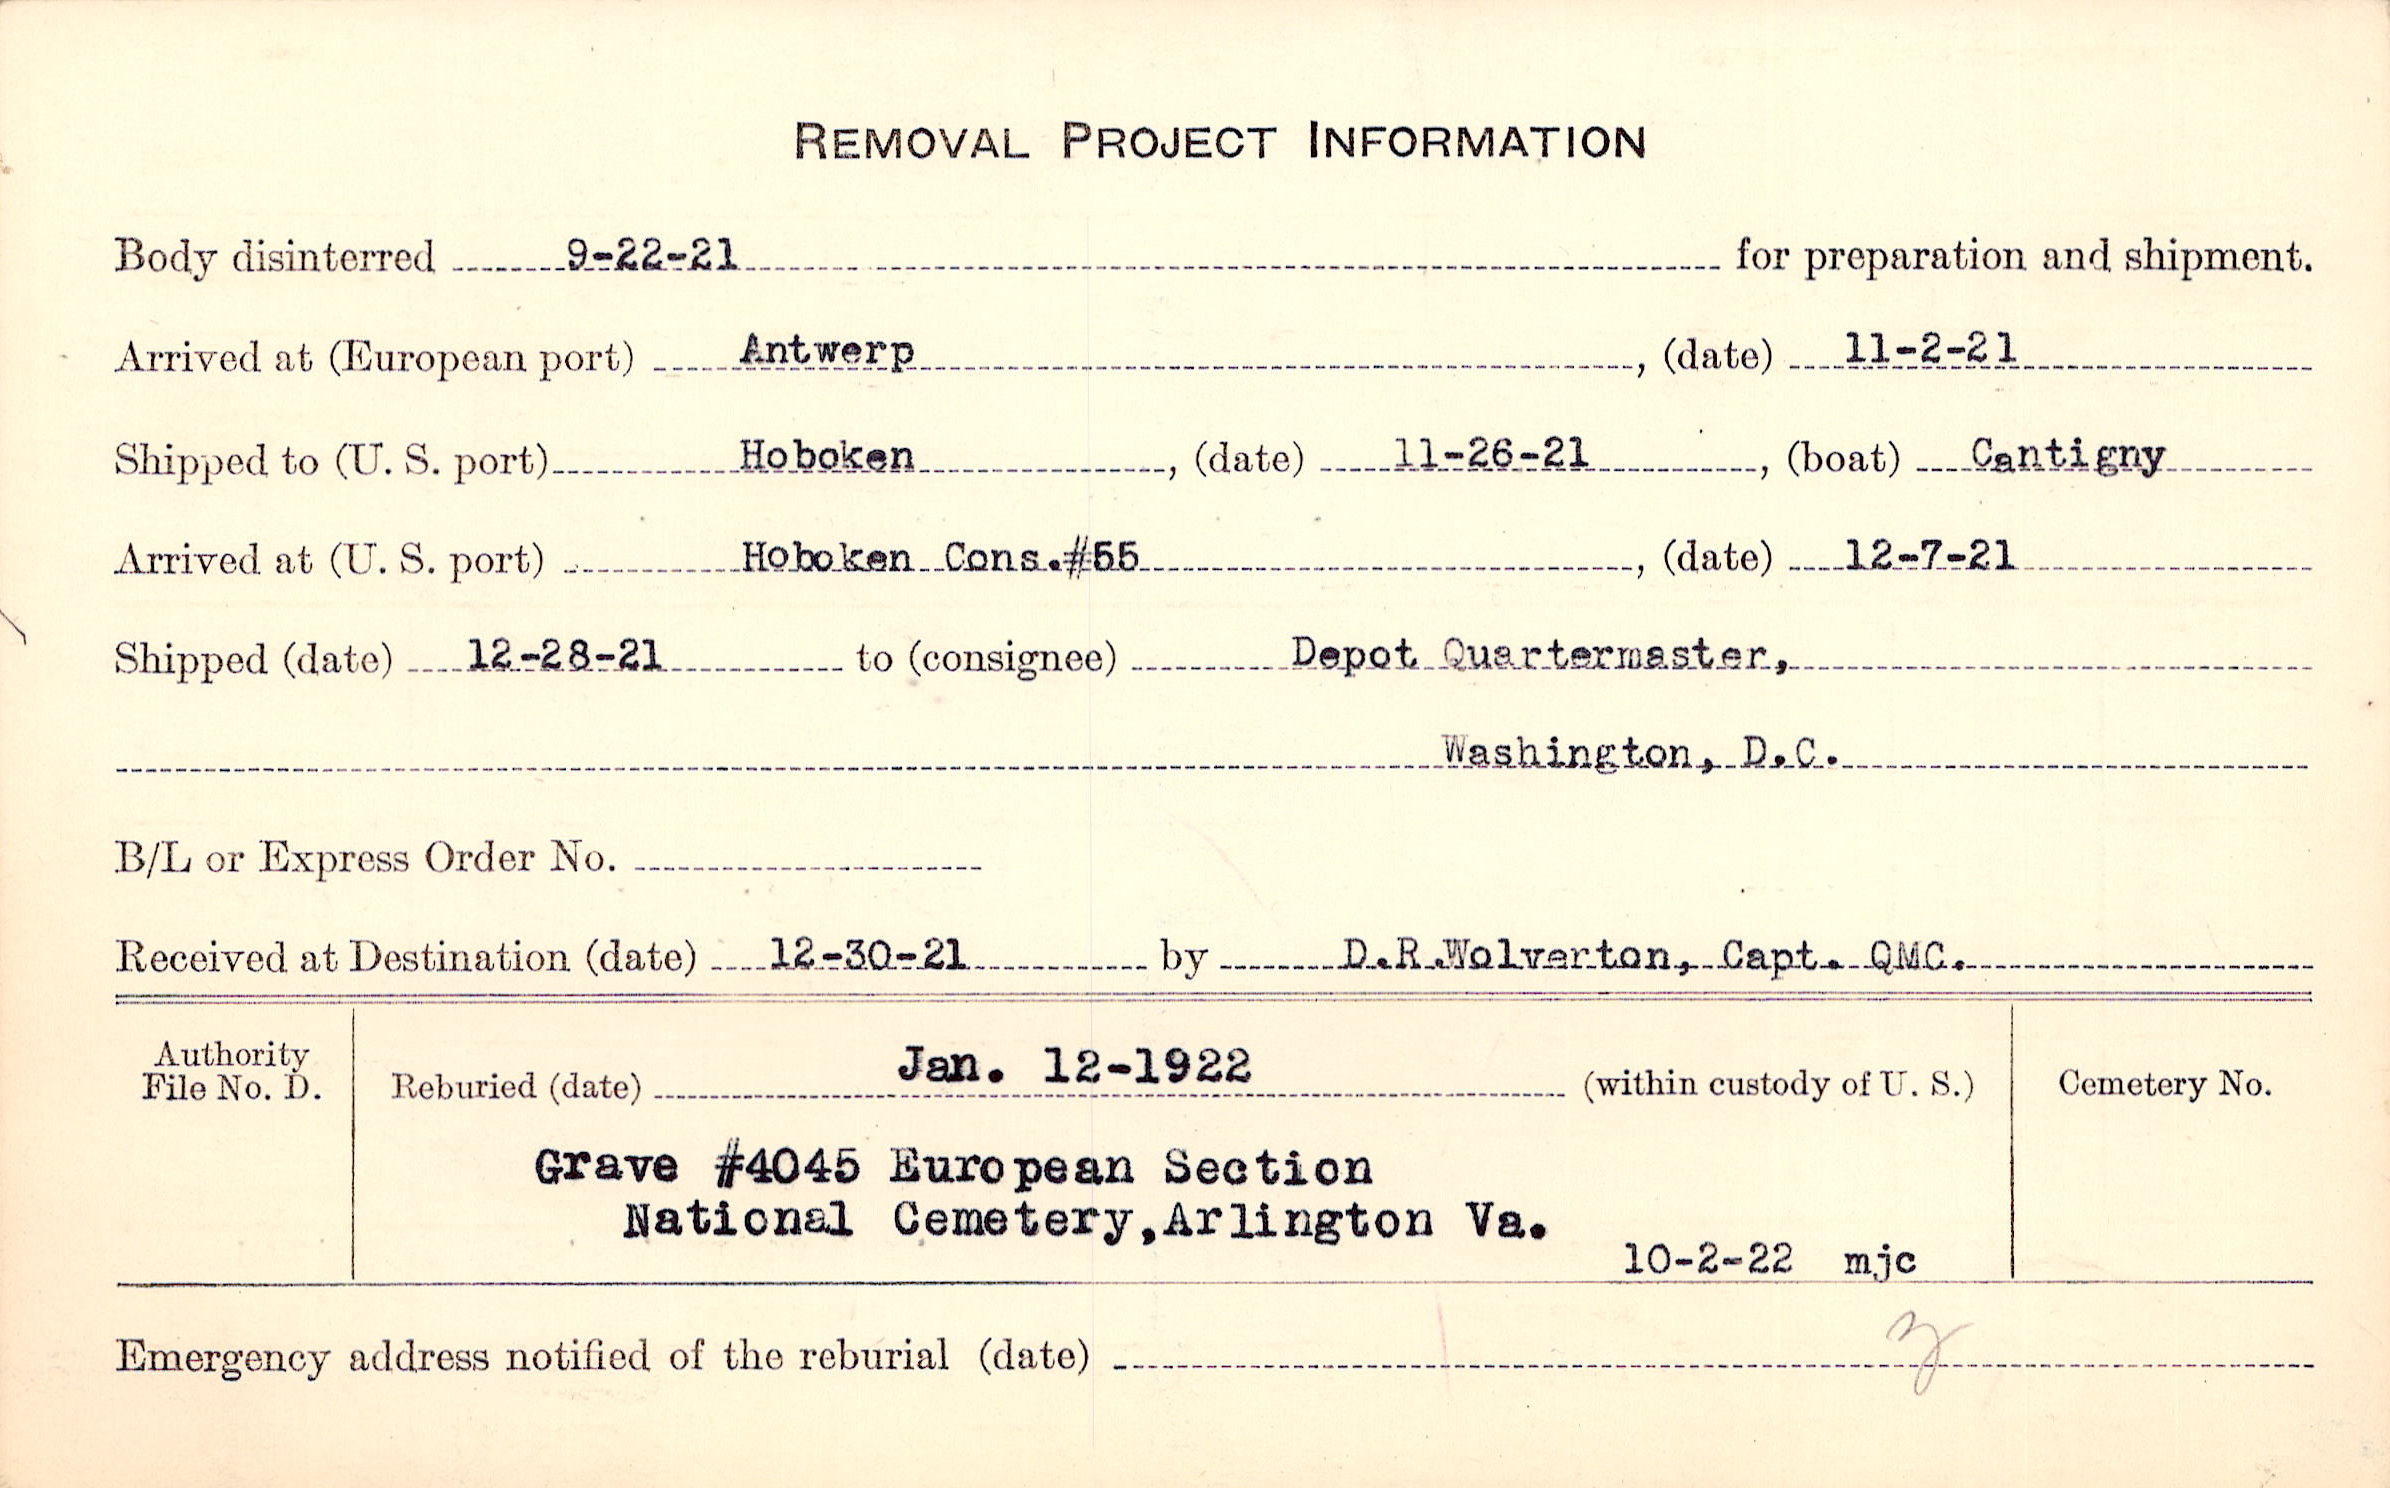 REMOVAL PROJECT INFORMATION
Body disinterred 9-22-21 for preparation and shipment.
Arrived at (European port) Antwerp, (date) 11-2-21
Shipped to (U. S. port) Hoboken, (date) 11-26-21, (boat) Cantigny
Arrived at (U. S. port) Hoboken Cons.#55, (date) 12-7-21
Shipped (date) 12-28-21 to (consignee) Depot Quartermaster,
Washington, D.C.
B/L or Express Order No.
Received at Destination (date) 12-30-21 by D.R.Wolverton, Capt. QMC.
Authority
File No. D.
Reburied (date) Jan. 12-1922 (within custody of U. S.)
Cemetery No.
Grave #4045 European Section
National Cemetery,Arlington Va.
10-2-22 mjc
Emergency address notified of the reburial (date)